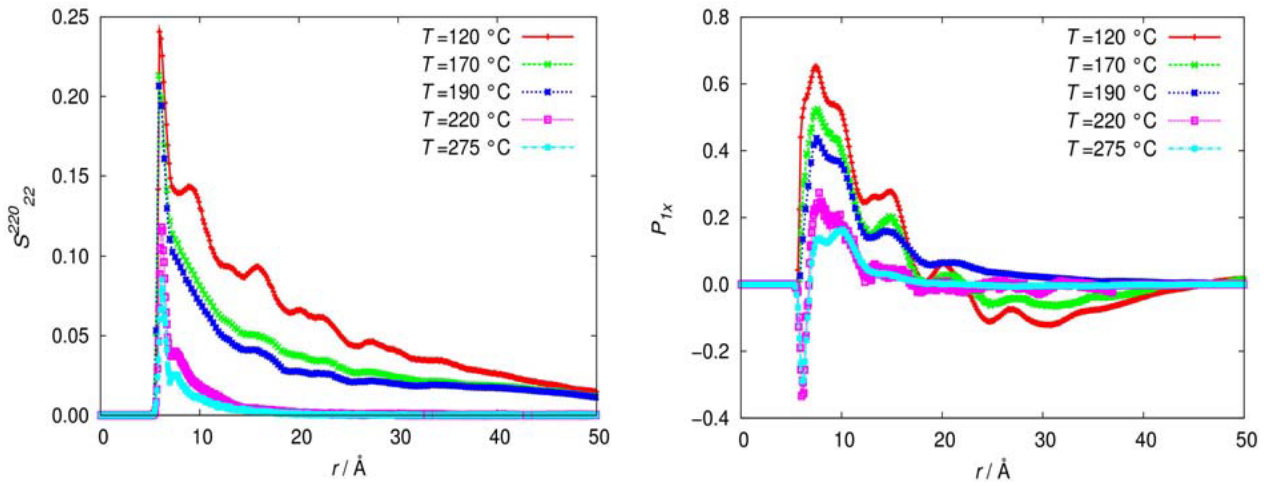 0.25
0.20
0.15
0.10
0.05
0.00
S²²⁰₂₂
T=120 °C
T=170 °C
T=190 °C
T=220 °C
T=275 °C
0 10 20 30 40 50
r / Å
0.8
0.6
0.4
0.2
0.0
−0.2
−0.4
P₁ₓ
T=120 °C
T=170 °C
T=190 °C
T=220 °C
T=275 °C
0 10 20 30 40 50
r / Å